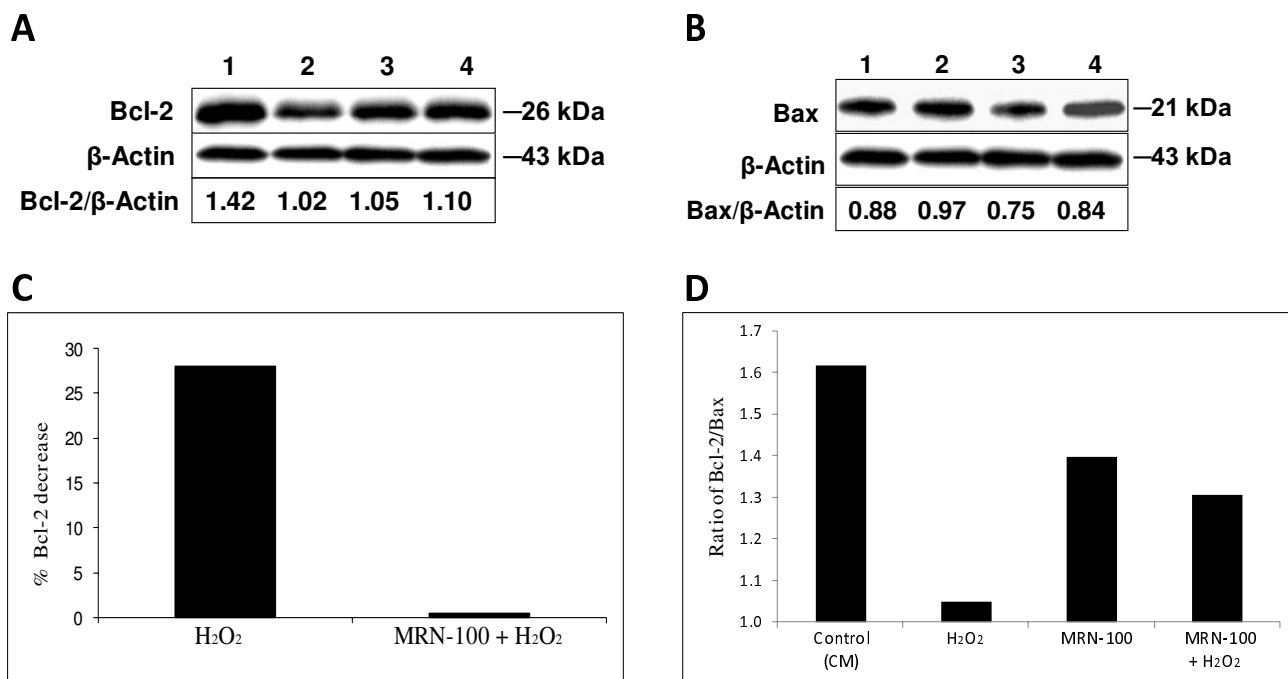 A
1 2 3 4
Bcl-2 —26 kDa
β-Actin —43 kDa
Bcl-2/β-Actin 1.42 1.02 1.05 1.10
B
1 2 3 4
Bax —21 kDa
β-Actin —43 kDa
Bax/β-Actin 0.88 0.97 0.75 0.84
C
% Bcl-2 decrease
30
25
20
15
10
5
0
H₂O₂ MRN-100 + H₂O₂
D
Ratio of Bcl-2/Bax
1.7
1.6
1.5
1.4
1.3
1.2
1.1
1.0
Control H₂O₂ MRN-100 MRN-100
(CM) + H₂O₂